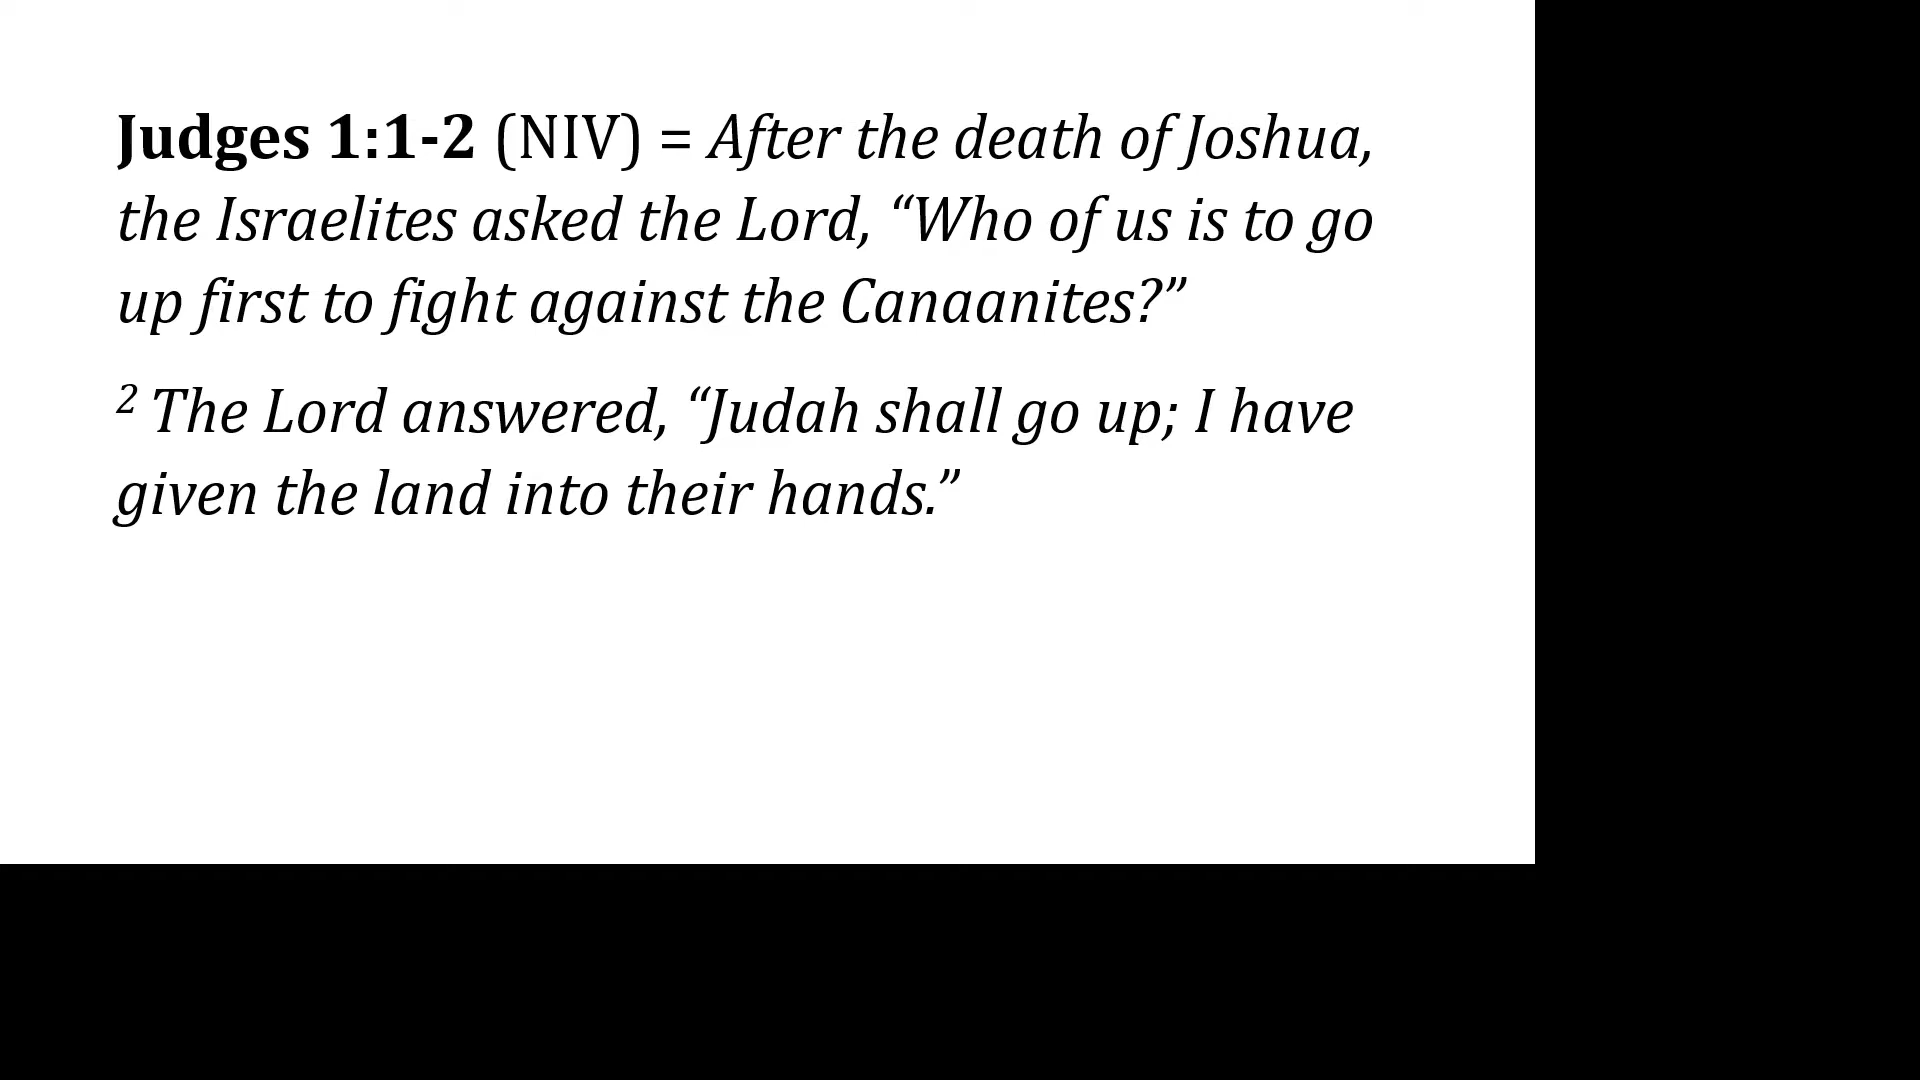 Judges 1:1-2 (NIV) = After the death of Joshua,
the Israelites asked the Lord, “Who of us is to go
up first to fight against the Canaanites?”
2 The Lord answered, “Judah shall go up; I have
given the land into their hands.”